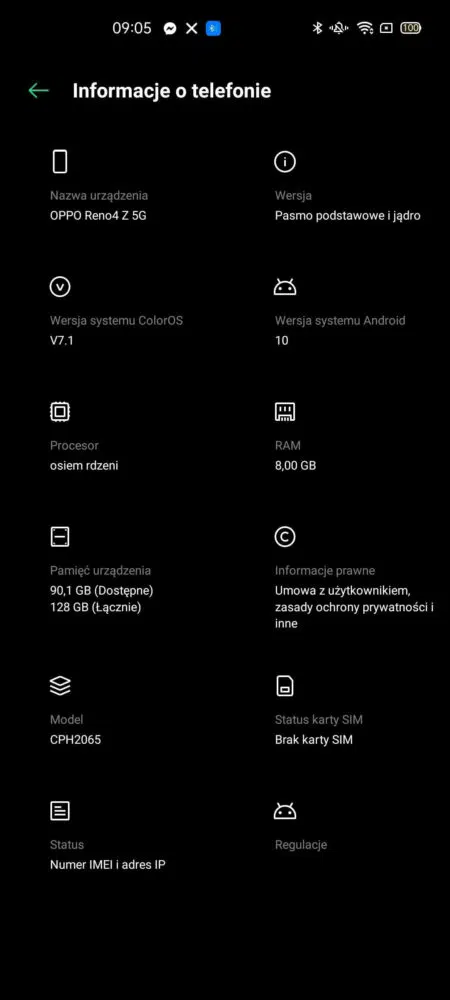 09:05
100
Informacje o telefonie
Nazwa urządzenia
OPPO Reno4 Z 5G
Wersja
Pasmo podstawowe i jądro
Wersja systemu ColorOS
V7.1
Wersja systemu Android
10
Procesor
osiem rdzeni
RAM
8,00 GB
Pamięć urządzenia
90,1 GB (Dostępne)
128 GB (Łącznie)
Informacje prawne
Umowa z użytkownikiem,
zasady ochrony prywatności i
inne
Model
CPH2065
Status karty SIM
Brak karty SIM
Status
Numer IMEI i adres IP
Regulacje